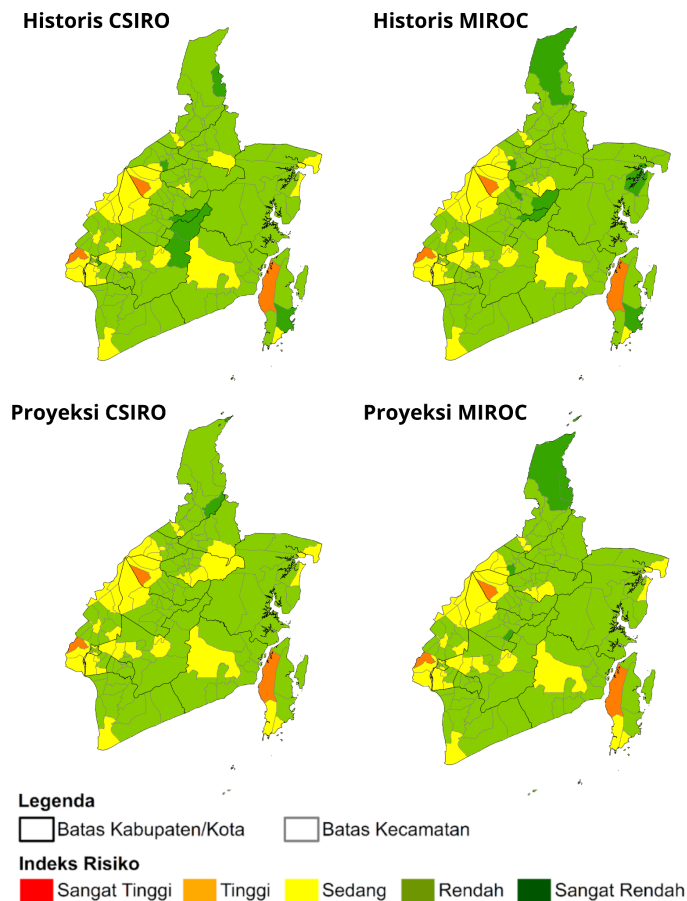 Historis CSIRO
Historis MIROC
Proyeksi CSIRO
Proyeksi MIROC
Legenda
Batas Kabupaten/Kota
Batas Kecamatan
Indeks Risiko
Sangat Tinggi
Tinggi
Sedang
Rendah
Sangat Rendah